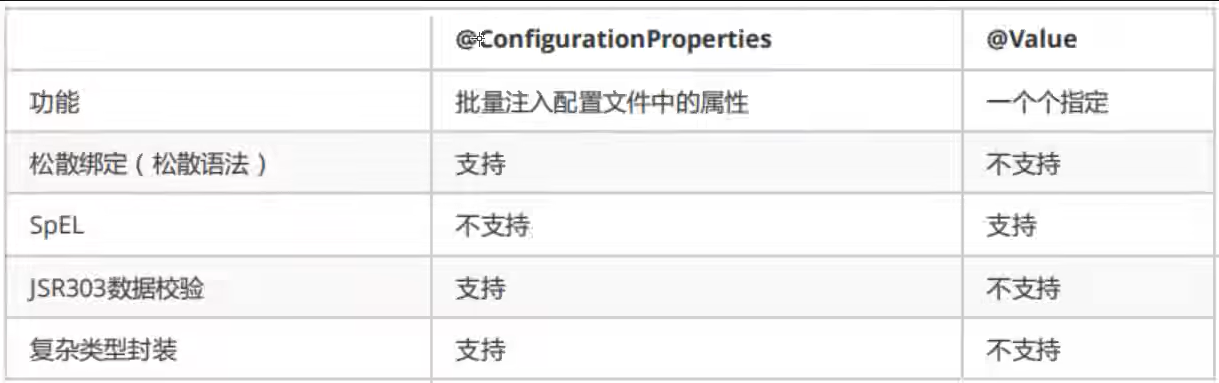 @ConfigurationProperties @Value
功能 批量注入配置文件中的属性 一个个指定
松散绑定（松散语法） 支持 不支持
SpEL 不支持 支持
JSR303数据校验 支持 不支持
复杂类型封装 支持 不支持